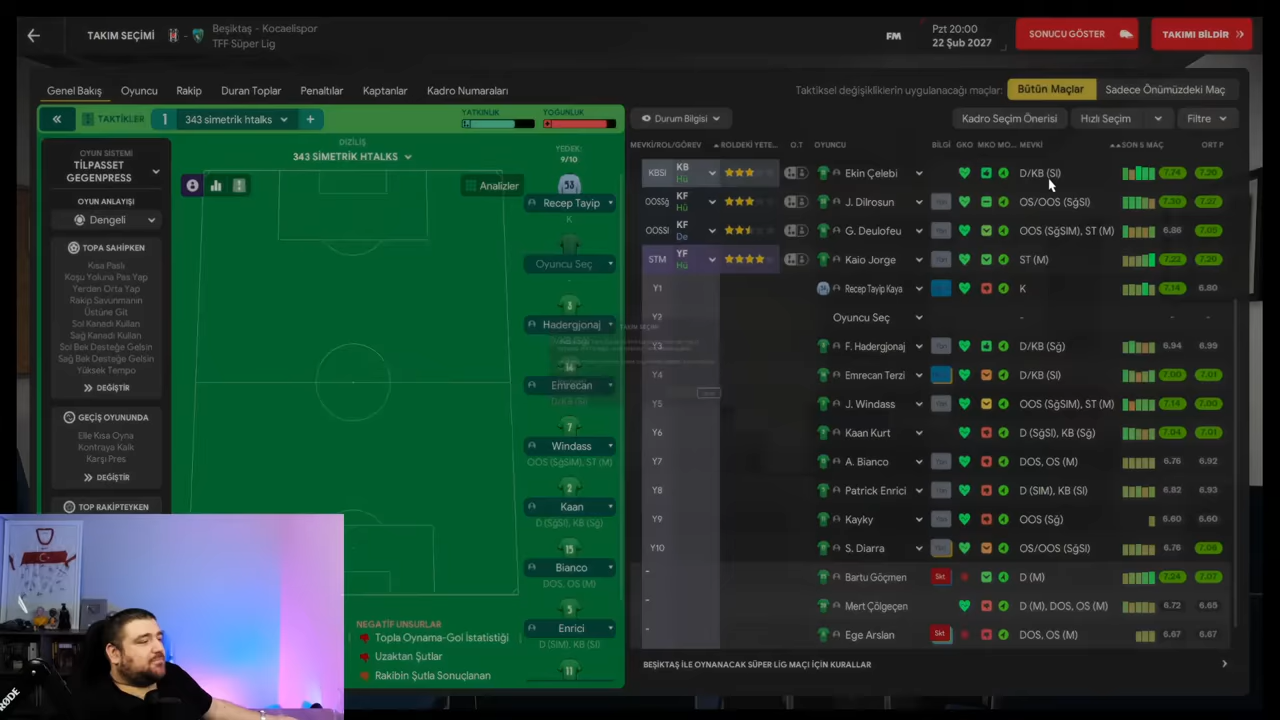 TAKIM SEÇİMİ
Beşiktaş - Kocaelispor
TFF Süper Lig
FM
Pzt 20:00
22 Şub 2027
SONUCU GÖSTER
TAKIMI BİLDİR
Genel Bakış
Oyuncu
Rakip
Duran Toplar
Penaltılar
Kaptanlar
Kadro Numaraları
Taktiksel değişikliklerin uygulanacağı maçlar:
Bütün Maçlar
Sadece Önümüzdeki Maç
TAKTİKLER
1
343 simetrik htalks
YATKINLIK
YOĞUNLUK
OYUN SİSTEMİ
TİLPASSET
GEGENPRESS
OYUN ANLAYIŞI
Dengeli
TOPA SAHİPKEN
Kısa Paslı
Koşu Yoluna Pas Yap
Yerden Orta Yap
Rakip Savunmanın
Üstüne Git
Sol Kanadı Kullan
Sağ Kanadı Kullan
Sol Bek Desteğe Gelsin
Sağ Bek Desteğe Gelsin
Yüksek Tempo
DEĞİŞTİR
GEÇİŞ OYUNUNDA
Elle Kısa Oyna
Kontraya Kalk
Karşı Pres
DEĞİŞTİR
TOP RAKİPTEYKEN
DİZİLİŞ
343 SİMETRİK HTALKS
Analizler
YEDEK:
9/10
53
Recep Tayip
K
Oyuncu Seç
-
3
Hadergjonaj
D/KB (Sğ)
14
Emrecan
D/KB (Sl)
7
Windass
OOS (SğSlM), ST (M)
2
Kaan
D (SğSl), KB (Sğ)
15
Bianco
DOS, OS (M)
5
Enrici
D (SlM), KB (Sl)
11
NEGATİF UNSURLAR
Topla Oynama-Gol İstatistiği
Uzaktan Şutlar
Rakibin Şutla Sonuçlanan
Durum Bilgisi
Kadro Seçim Önerisi
Hızlı Seçim
Filtre
MEVKİ/ROL/GÖREV
ROLDEKİ YETE...
O.T
OYUNCU
BİLGİ
GKO
MKO
MO...
MEVKİ
SON 5 MAÇ
ORT P
KBSl KB Hü Ekin Çelebi D/KB (Sl) 7.74 7.20
OOSSğ KF Hü J. Dilrosun OS/OOS (SğSl) 7.30 7.27
OOSSl KF De G. Deulofeu OOS (SğSlM), ST (M) 6.86 7.05
STM YF Hü Kaio Jorge ST (M) 7.22 7.29
Y1 Recep Tayip Kaya K 7.14 6.80
Y2 Oyuncu Seç - - -
Y3 F. Hadergjonaj D/KB (Sğ) 6.94 6.99
Y4 Emrecan Terzi D/KB (Sl) 7.00 7.01
Y5 J. Windass OOS (SğSlM), ST (M) 7.14 7.00
Y6 Kaan Kurt D (SğSl), KB (Sğ) 7.04 7.01
Y7 A. Bianco DOS, OS (M) 6.76 6.92
Y8 Patrick Enrici D (SlM), KB (Sl) 6.82 6.93
Y9 Kayky OOS (Sğ) 6.60 6.60
Y10 S. Diarra OS/OOS (SğSl) 6.76 7.08
- Bartu Göçmen Skt D (M) 7.24 7.07
- Mert Çölgeçen D (M), DOS, OS (M) 6.72 6.65
- Ege Arslan Skt DOS, OS (M) 6.67 6.67
BEŞİKTAŞ İLE OYNANACAK SÜPER LİG MAÇI İÇİN KURALLAR